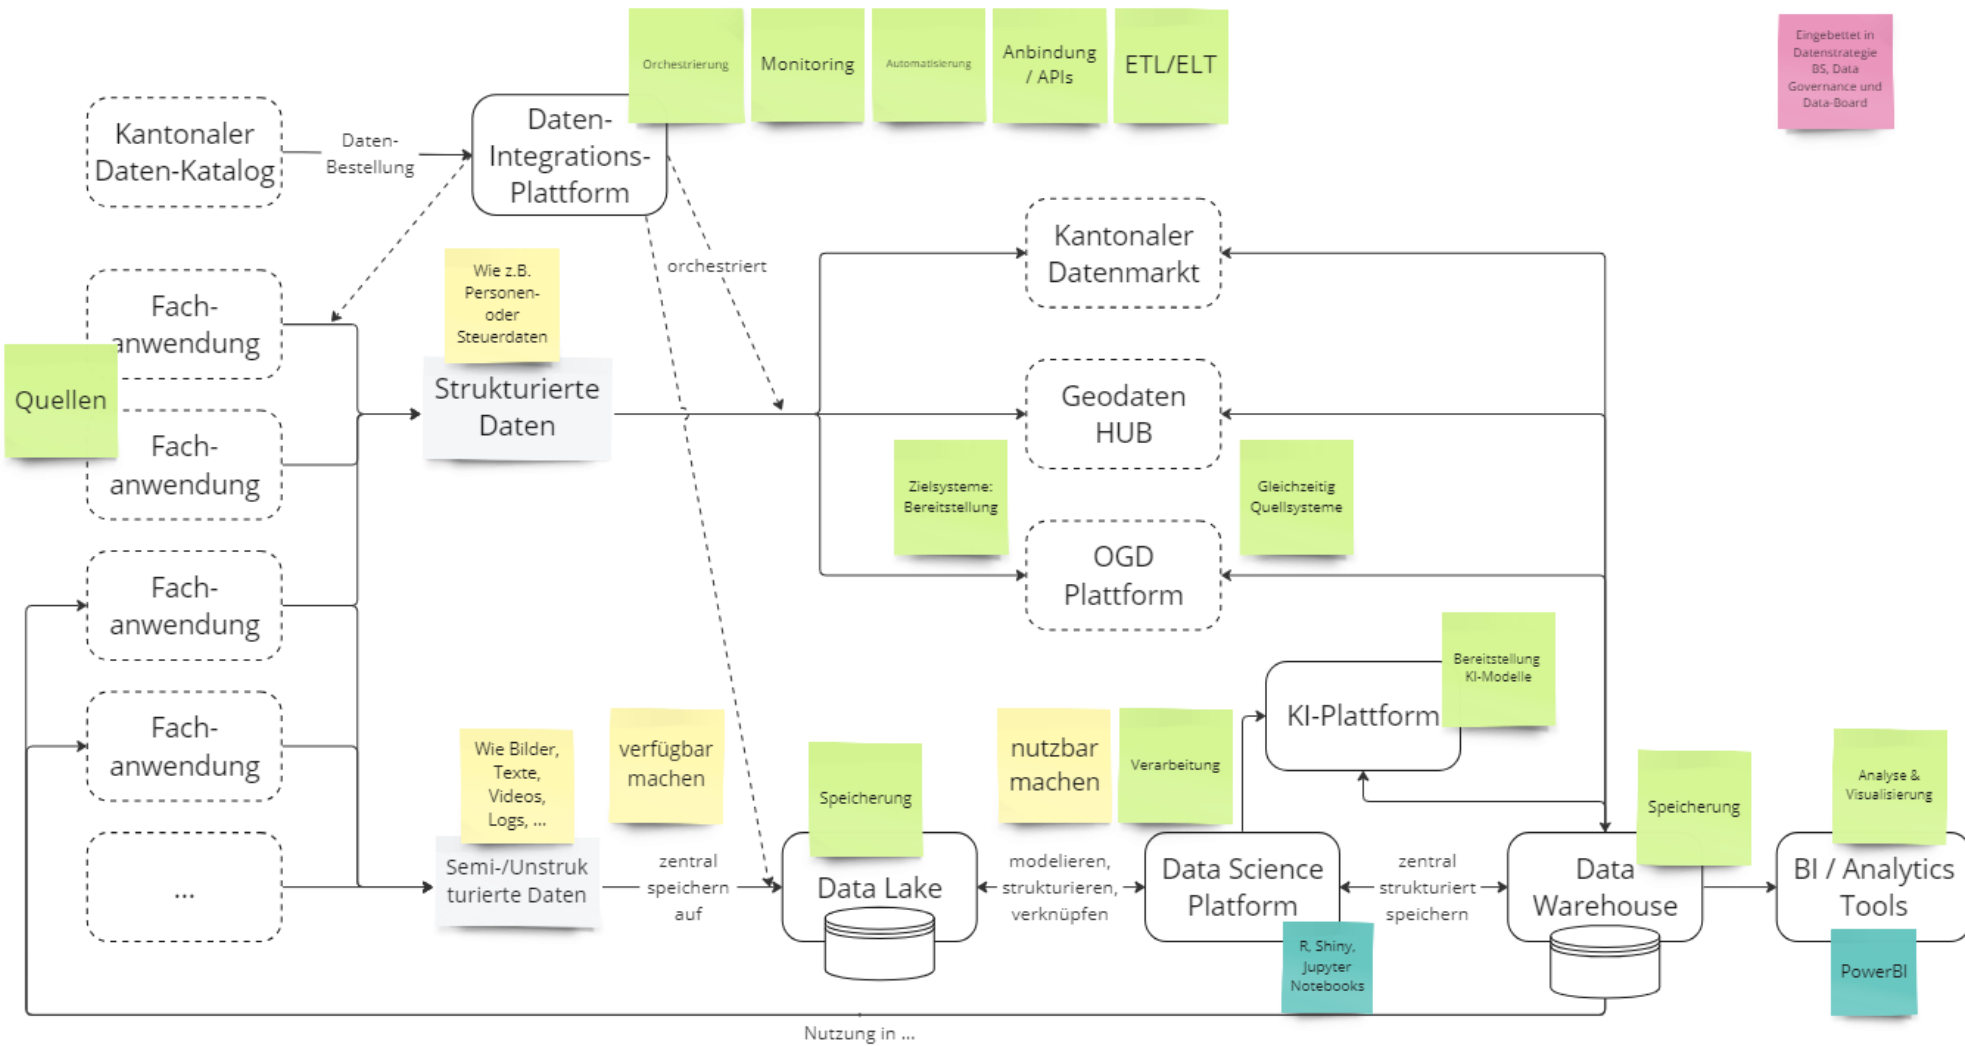 Orchestrierung
Monitoring
Automatisierung
Anbindung
/ APIs
ETL/ELT
Eingebettet in
Datenstrategie
BS, Data
Governance und
Data-Board
Kantonaler
Daten-Katalog
Daten-
Bestellung
Daten-
Integrations-
Plattform
orchestriert
Kantonaler
Datenmarkt
Wie z.B.
Personen-
oder
Steuerdaten
Fach-
anwendung
Quellen
Strukturierte
Daten
Geodaten
HUB
Fach-
anwendung
Zielsysteme:
Bereitstellung
Gleichzeitig
Quellsysteme
OGD
Plattform
Fach-
anwendung
Bereitstellung
KI-Modelle
KI-Plattform
Fach-
anwendung
Wie Bilder,
Texte,
Videos,
Logs, ...
verfügbar
machen
Speicherung
nutzbar
machen
Verarbeitung
Speicherung
Analyse &
Visualisierung
...
Semi-/Unstruk
turierte Daten
zentral
speichern
auf
Data Lake
modelieren,
strukturieren,
verknüpfen
Data Science
Platform
zentral
strukturiert
speichern
Data
Warehouse
BI / Analytics
Tools
R, Shiny,
Jupyter
Notebooks
PowerBI
Nutzung in ...